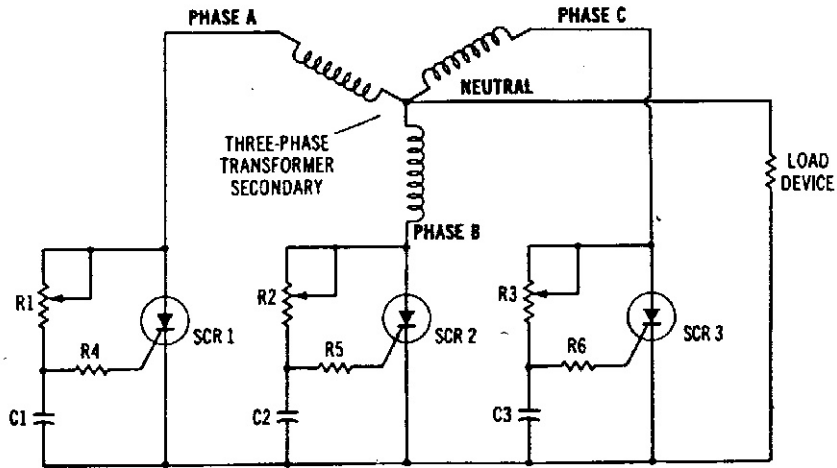 PHASE A
PHASE C
NEUTRAL
THREE-PHASE
TRANSFORMER
SECONDARY
LOAD
DEVICE
PHASE B
R1
R2
R3
SCR 1
SCR 2
SCR 3
R4
R5
R6
C1
C2
C3